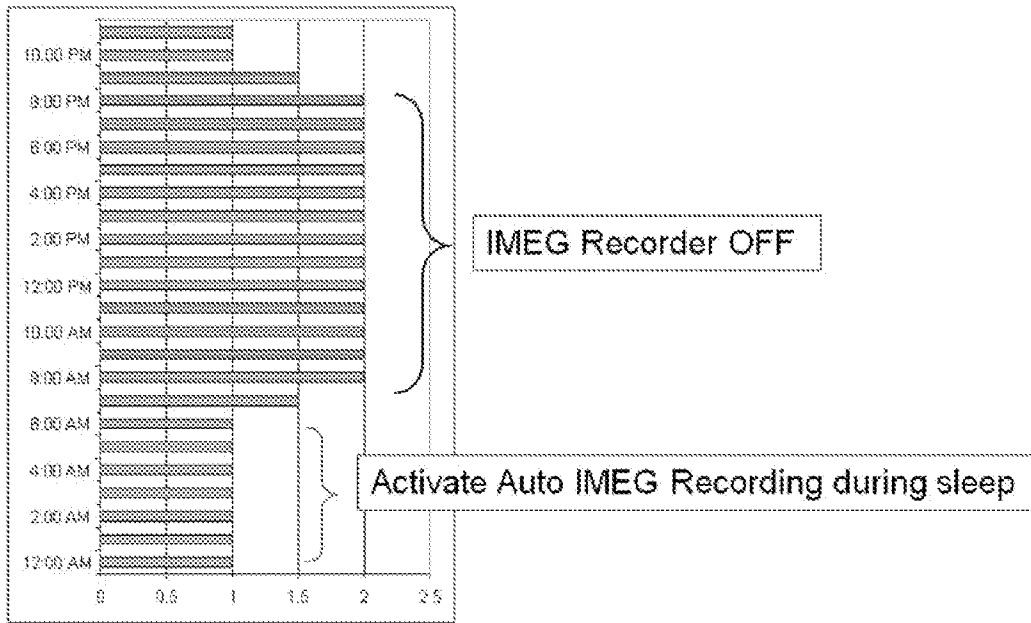 10:00 PM
8:00 PM
6:00 PM
4:00 PM
2:00 PM
IMEG Recorder OFF
12:00 PM
10:00 AM
8:00 AM
6:00 AM
4:00 AM
Activate Auto IMEG Recording during sleep
2:00 AM
12:00 AM
0 0.5 1 1.5 2 2.5